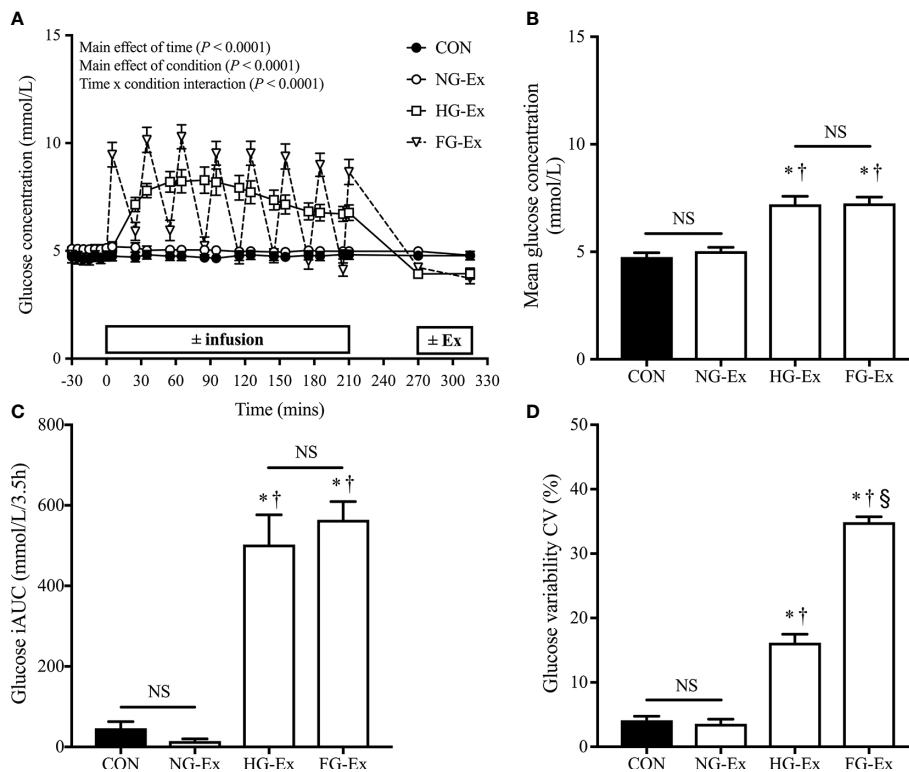 A
Main effect of time (P < 0.0001)
Main effect of condition (P < 0.0001)
Time x condition interaction (P < 0.0001)
CON
NG-Ex
HG-Ex
FG-Ex
Glucose concentration (mmol/L)
15
10
5
0
± infusion
± Ex
-30 0 30 60 90 120 150 180 210 240 270 300 330
Time (mins)
B
Mean glucose concentration
(mmol/L)
15
10
5
0
NS
NS
*† *†
CON NG-Ex HG-Ex FG-Ex
C
Glucose iAUC (mmol/L/3.5h)
800
600
400
200
0
NS
NS
*† *†
CON NG-Ex HG-Ex FG-Ex
D
Glucose variability CV (%)
50
40
30
20
10
0
*†§
*†
NS
CON NG-Ex HG-Ex FG-Ex